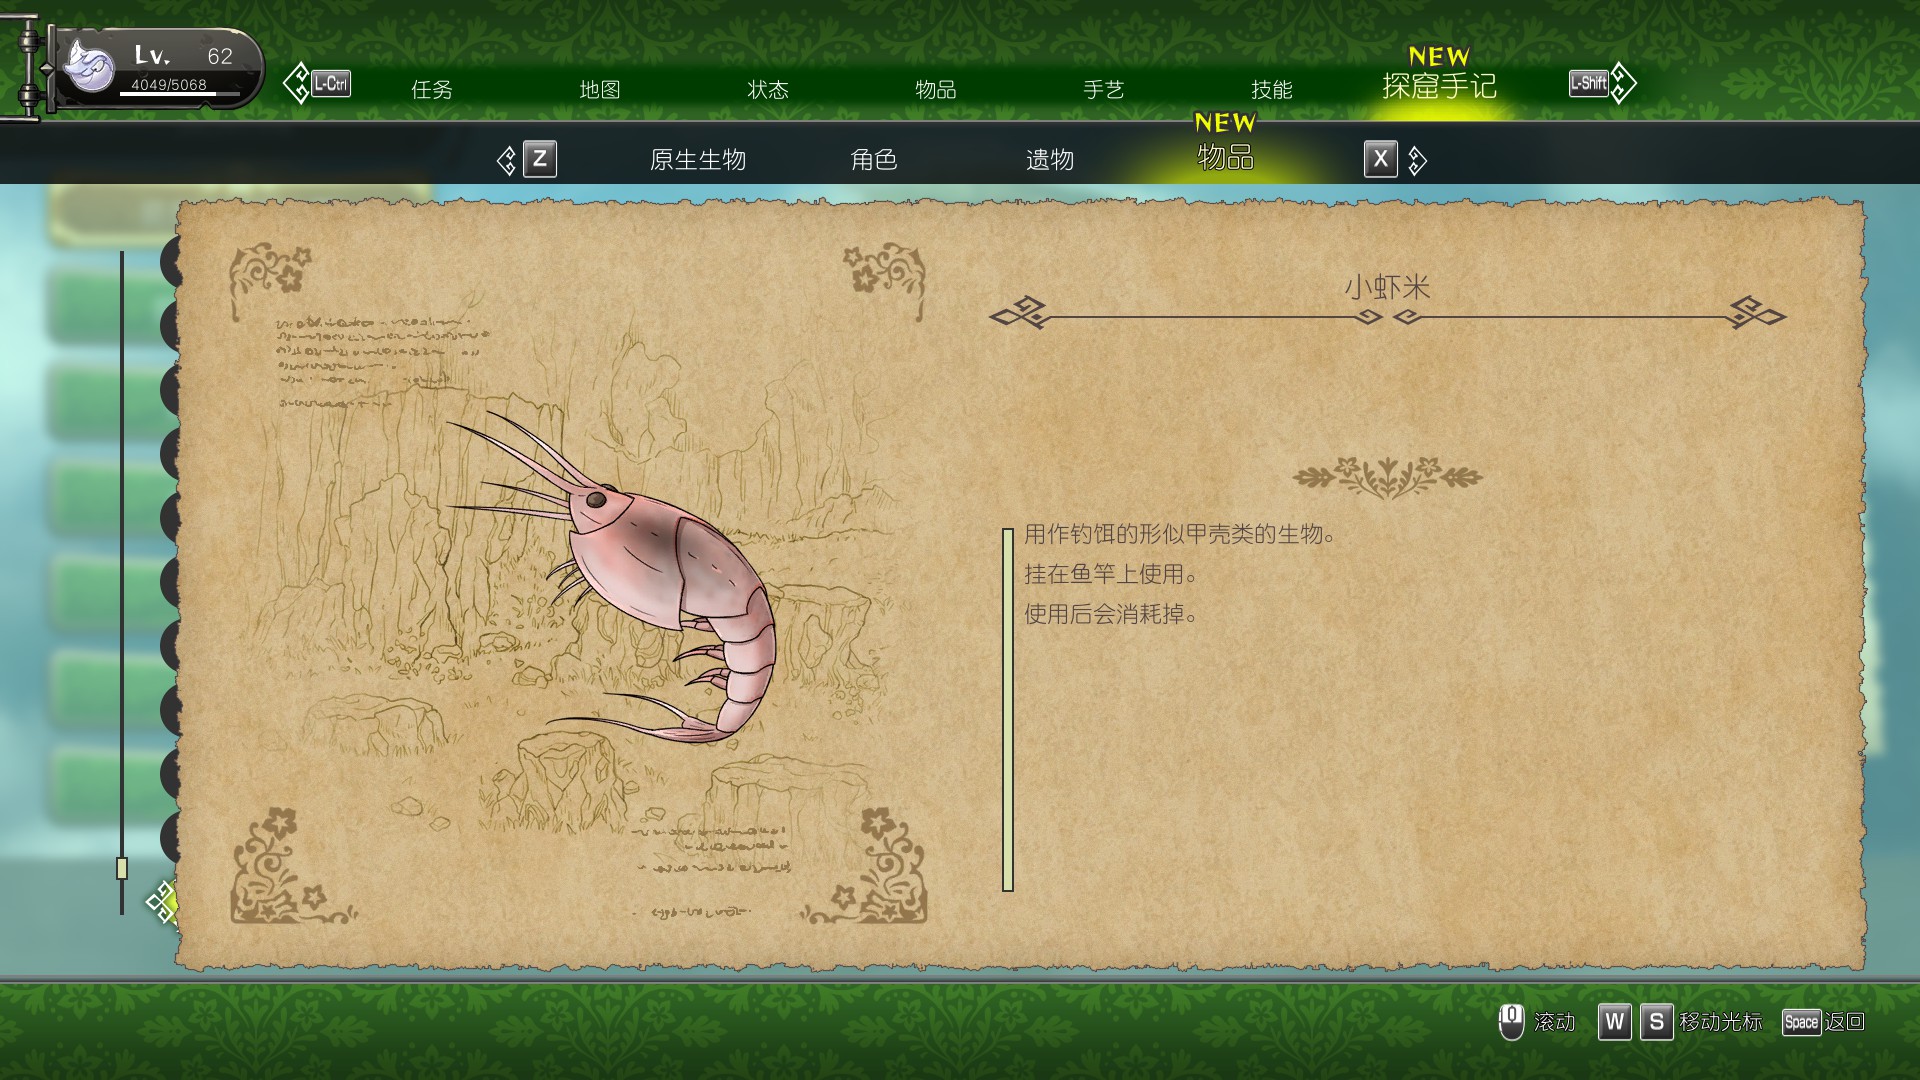 Lv. 62
4049/5068
L-Ctrl
任务
地图
状态
物品
手艺
技能
NEW
探窟手记
L-Shift
Z
原生生物
角色
遗物
NEW
物品
X
小虾米
用作钓饵的形似甲壳类的生物。
挂在鱼竿上使用。
使用后会消耗掉。
滚动
W S 移动光标
Space 返回